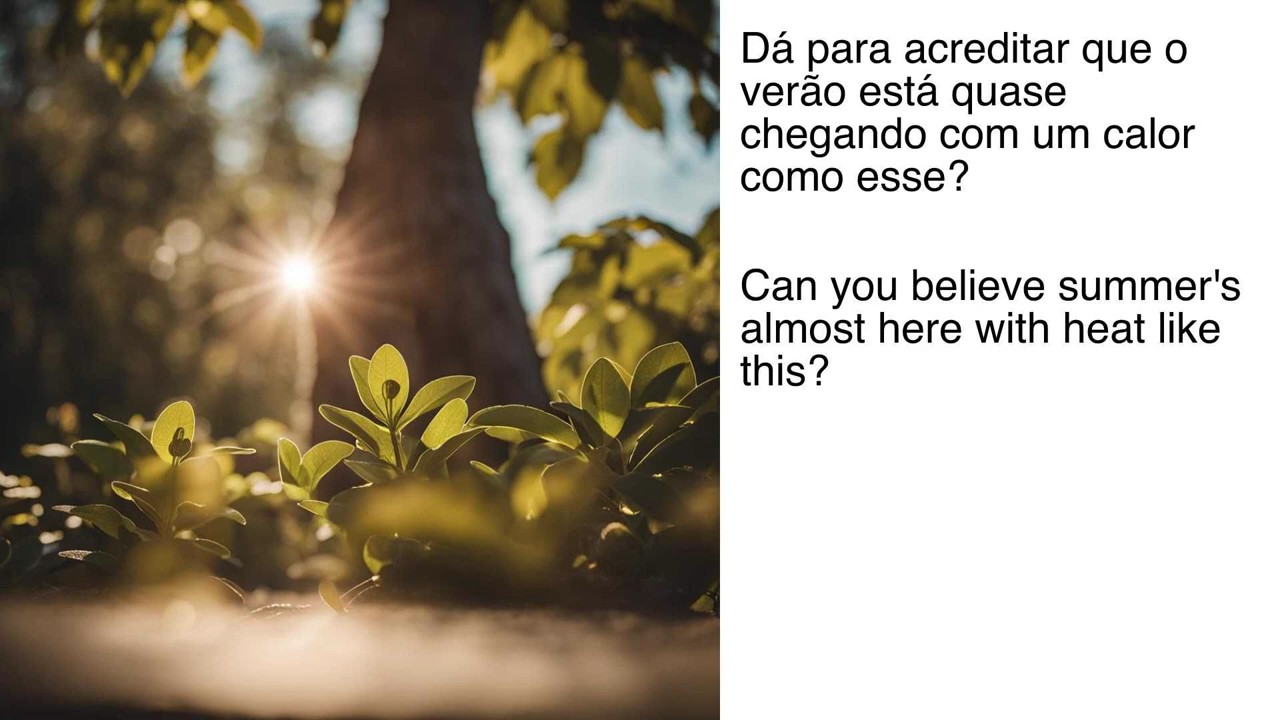 Dá para acreditar que o
verão está quase
chegando com um calor
como esse?
Can you believe summer's
almost here with heat like
this?